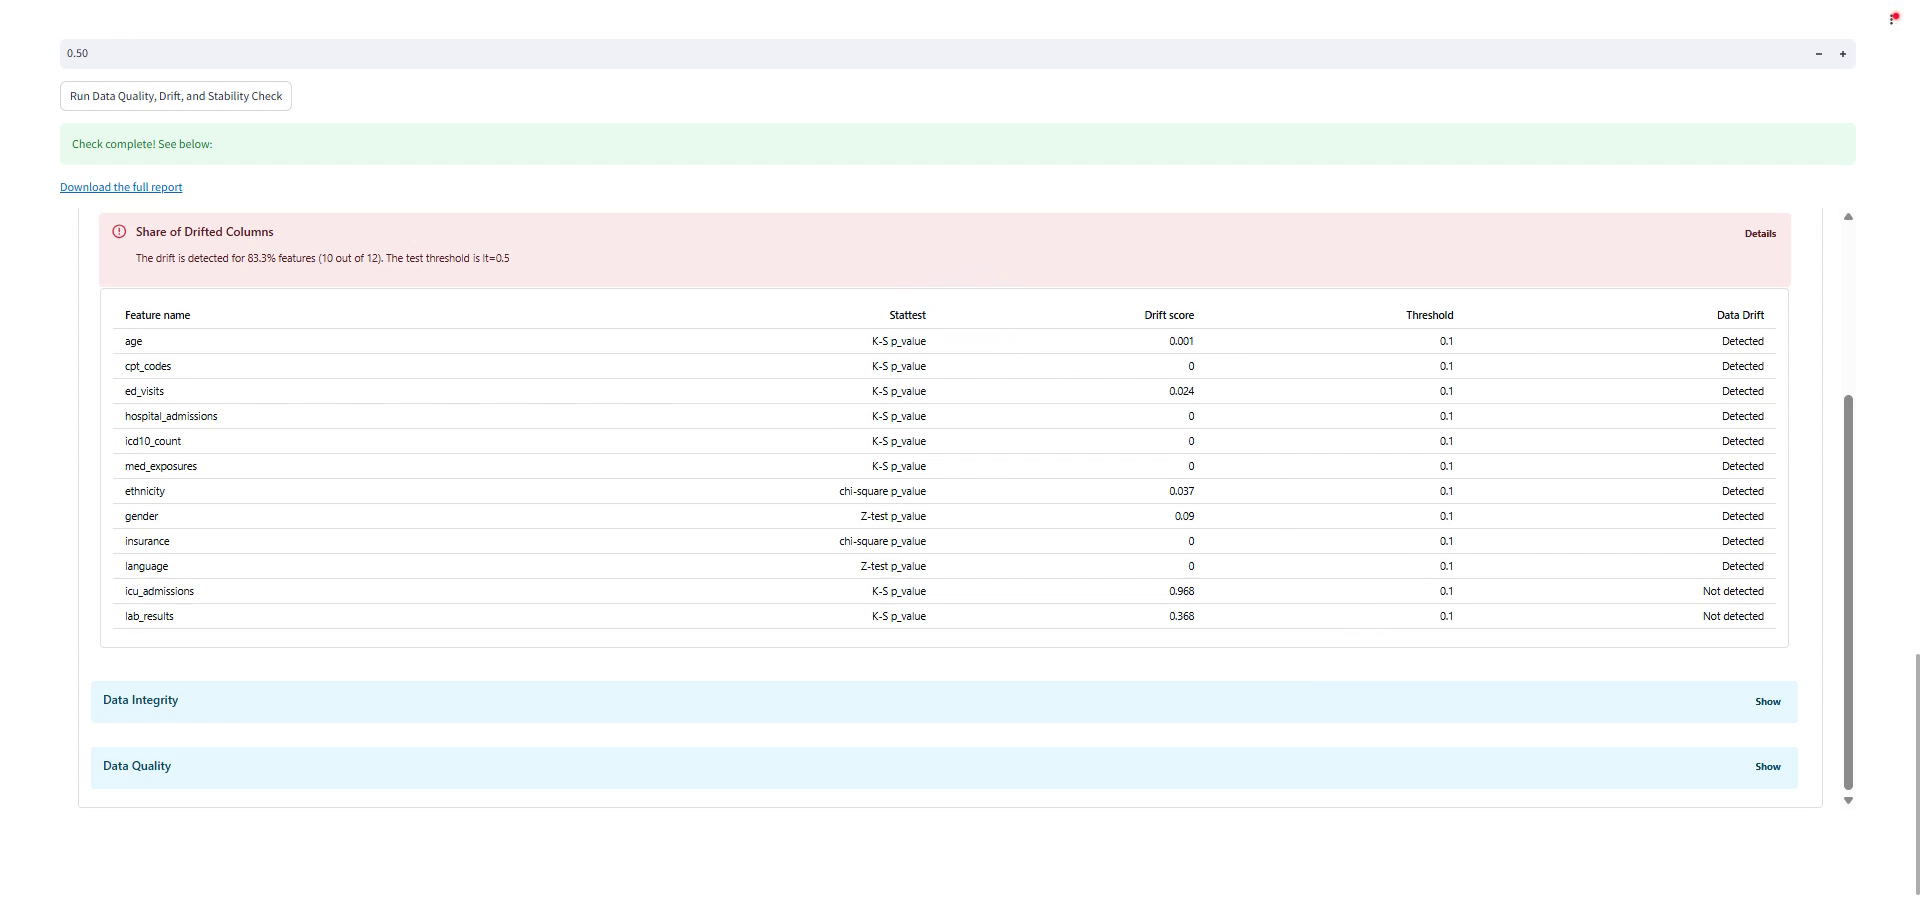 0.50 − +
Run Data Quality, Drift, and Stability Check
Check complete! See below:
Download the full report
Share of Drifted Columns Details
The drift is detected for 83.3% features (10 out of 12). The test threshold is lt=0.5
Feature name Stattest Drift score Threshold Data Drift
age K-S p_value 0.001 0.1 Detected
cpt_codes K-S p_value 0 0.1 Detected
ed_visits K-S p_value 0.024 0.1 Detected
hospital_admissions K-S p_value 0 0.1 Detected
icd10_count K-S p_value 0 0.1 Detected
med_exposures K-S p_value 0 0.1 Detected
ethnicity chi-square p_value 0.037 0.1 Detected
gender Z-test p_value 0.09 0.1 Detected
insurance chi-square p_value 0 0.1 Detected
language Z-test p_value 0 0.1 Detected
icu_admissions K-S p_value 0.968 0.1 Not detected
lab_results K-S p_value 0.368 0.1 Not detected
Data Integrity Show
Data Quality Show